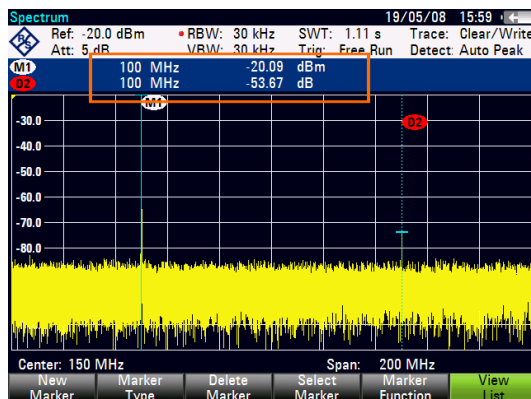 Spectrum 19/05/08 15:59
Ref: -20.0 dBm RBW: 30 kHz SWT: 1.11 s Trace: Clear/Write
Att: 5 dB VBW: 30 kHz Trig: Free Run Detect: Auto Peak
M1 100 MHz -20.09 dBm
D2 100 MHz -53.67 dB
M1
D2
-30.0
-40.0
-50.0
-60.0
-70.0
-80.0
Center: 150 MHz Span: 200 MHz
New Marker Delete Select Marker View
Marker Type Marker Marker Function List